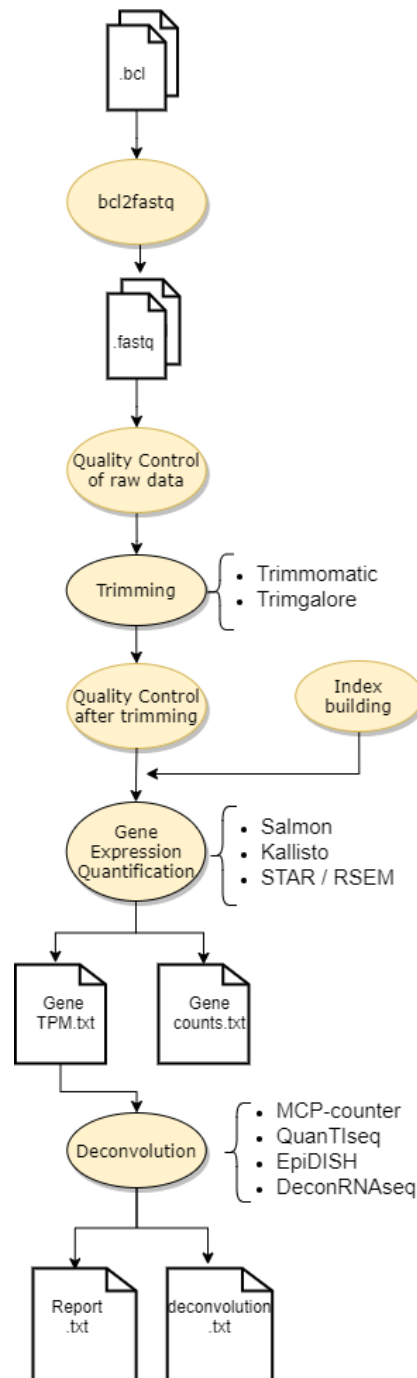 .bcl
bcl2fastq
.fastq
Quality Control
of raw data
Trimming
• Trimmomatic
• Trimgalore
Quality Control
after trimming
Index
building
Gene
Expression
Quantification
• Salmon
• Kallisto
• STAR / RSEM
Gene
TPM.txt
Gene
counts.txt
Deconvolution
• MCP-counter
• QuanTIseq
• EpiDISH
• DeconRNAseq
Report
.txt
deconvolution
.txt